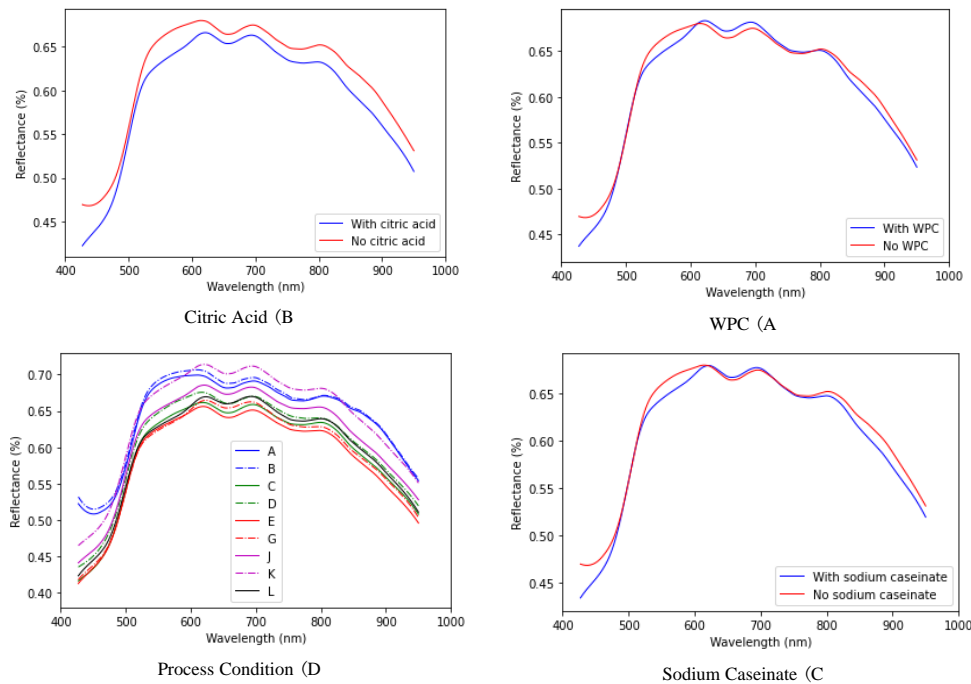 0.65
0.60
0.55
0.50
0.45
Reflectance (%)
With citric acid
No citric acid
400 500 600 700 800 900 1000
Wavelength (nm)
Citric Acid (B
0.65
0.60
0.55
0.50
0.45
Reflectance (%)
With WPC
No WPC
400 500 600 700 800 900 1000
Wavelength (nm)
WPC (A
0.70
0.65
0.60
0.55
0.50
0.45
0.40
Reflectance (%)
A
B
C
D
E
G
J
K
L
400 500 600 700 800 900 1000
Wavelength (nm)
Process Condition (D
0.65
0.60
0.55
0.50
0.45
Reflectance (%)
With sodium caseinate
No sodium caseinate
400 500 600 700 800 900 1000
Wavelength (nm)
Sodium Caseinate (C